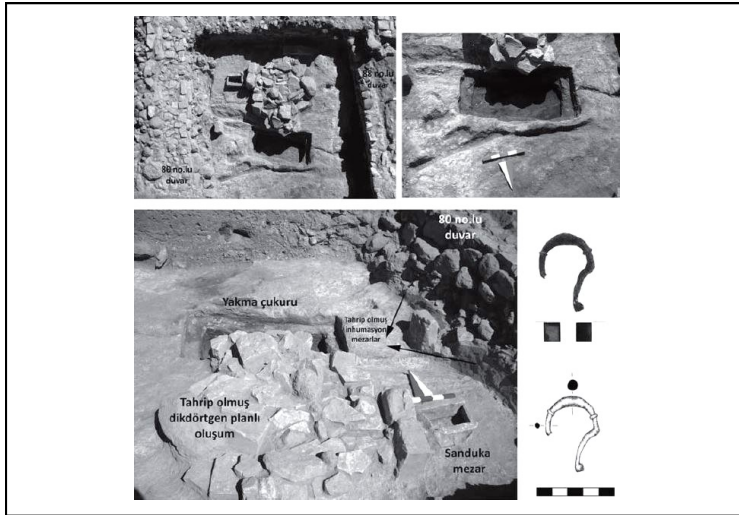 88 no.lu
duvar
80 no.lu
duvar
80 no.lu
duvar
Yakma çukuru
Tahrip olmuş
inhumasyon
mezarlar
Tahrip olmuş
dikdörtgen planlı
oluşum
Sanduka
mezar